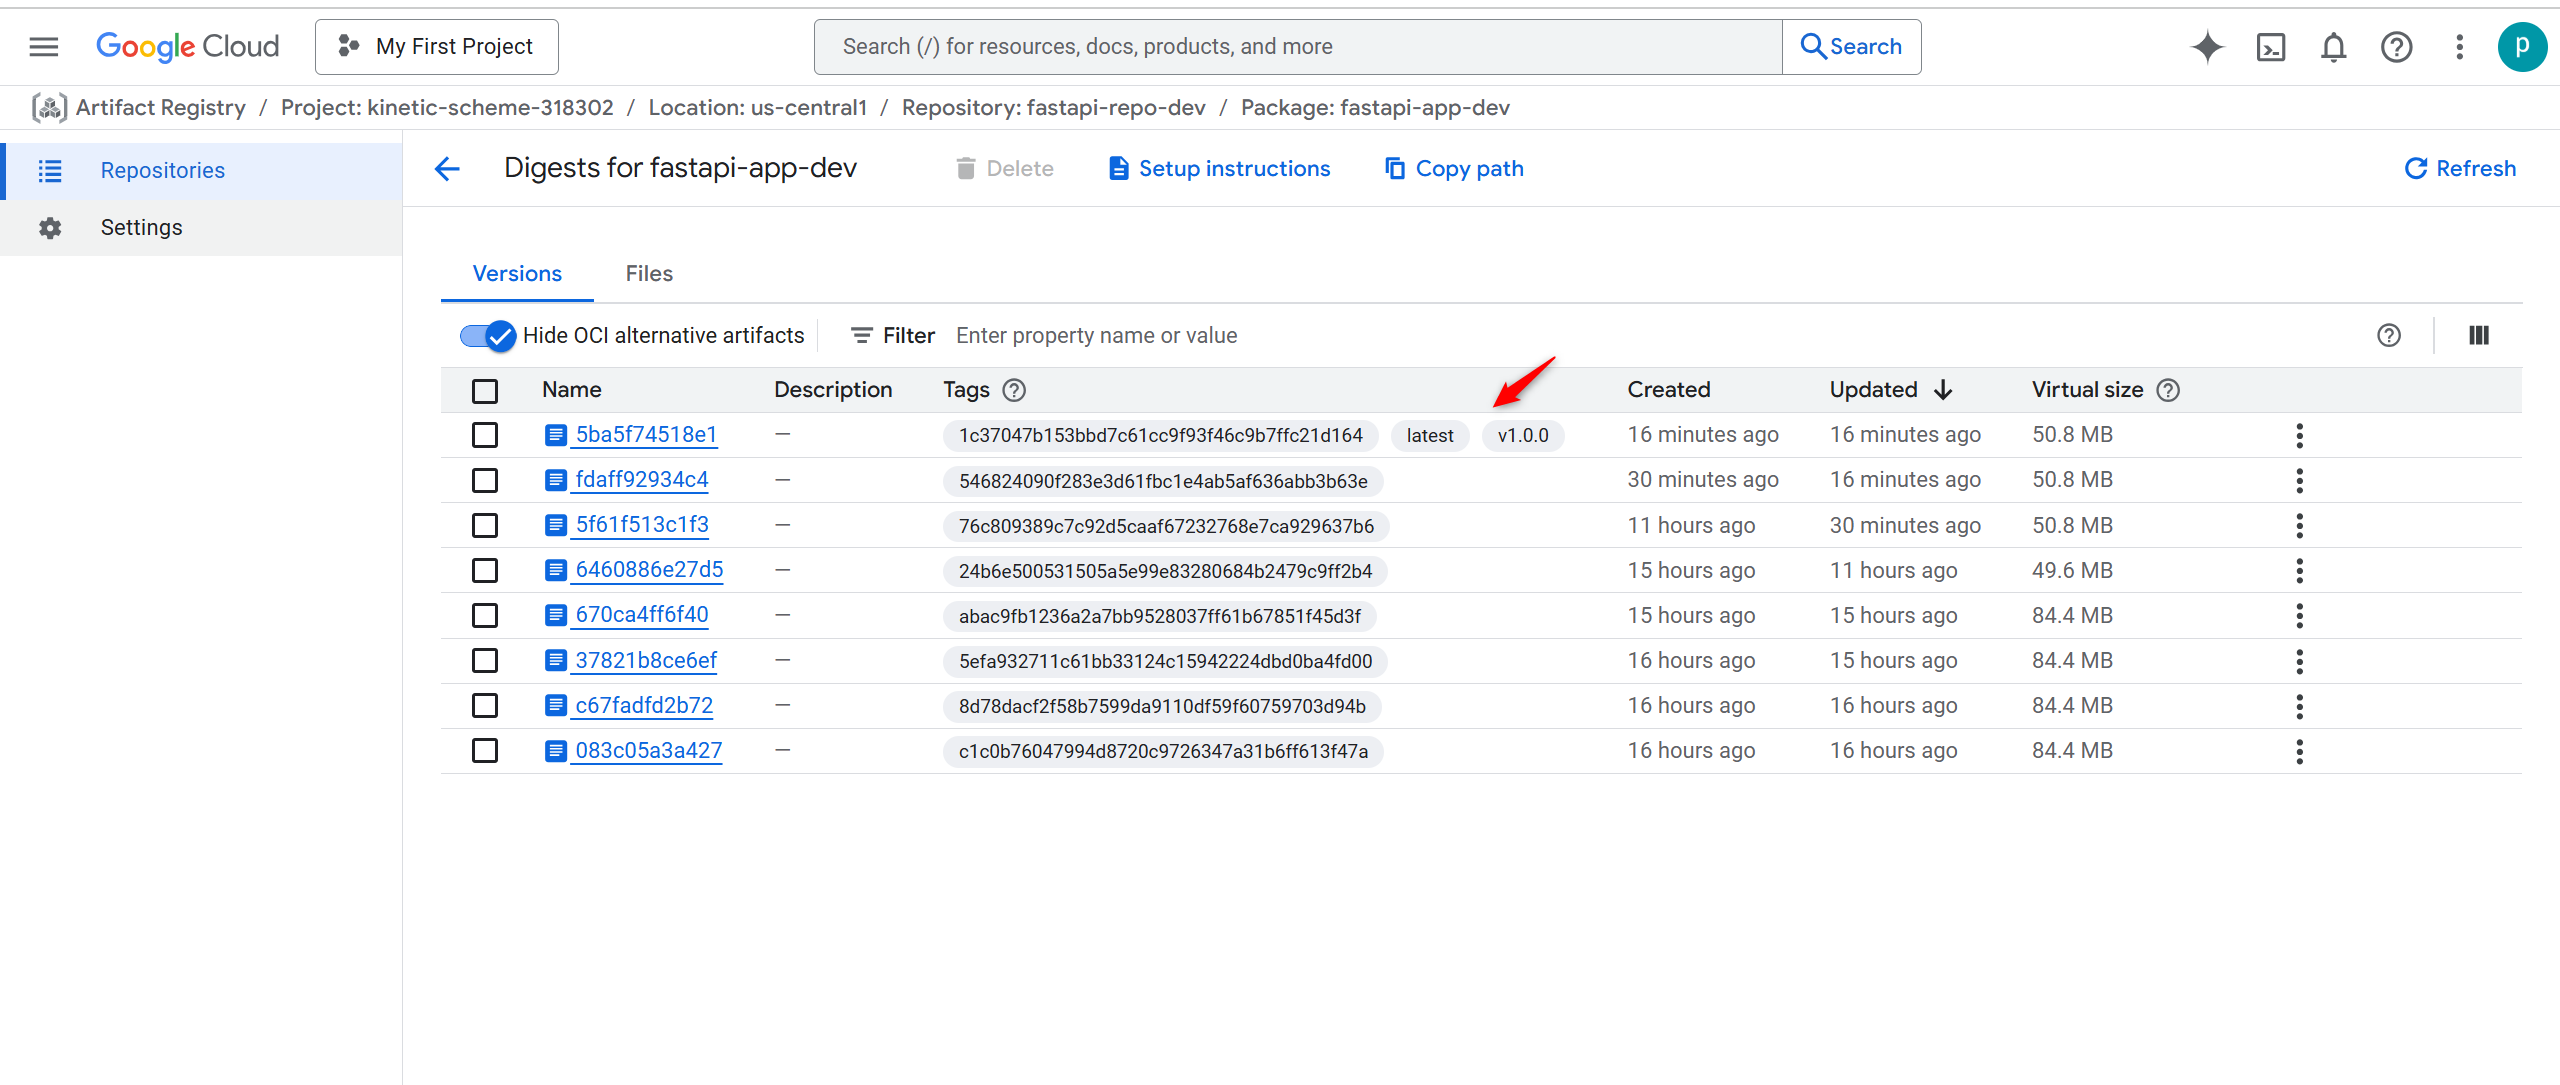 Google Cloud My First Project Search (/) for resources, docs, products, and more Search p
Artifact Registry / Project: kinetic-scheme-318302 / Location: us-central1 / Repository: fastapi-repo-dev / Package: fastapi-app-dev
Repositories
Settings
Digests for fastapi-app-dev Delete Setup instructions Copy path Refresh
Versions Files
Hide OCI alternative artifacts Filter Enter property name or value
Name Description Tags Created Updated Virtual size
5ba5f74518e1 — 1c37047b153bbd7c61cc9f93f46c9b7ffc21d164 latest v1.0.0 16 minutes ago 16 minutes ago 50.8 MB
fdaff92934c4 — 546824090f283e3d61fbc1e4ab5af636abb3b63e 30 minutes ago 16 minutes ago 50.8 MB
5f61f513c1f3 — 76c809389c7c92d5caaf67232768e7ca929637b6 11 hours ago 30 minutes ago 50.8 MB
6460886e27d5 — 24b6e500531505a5e99e83280684b2479c9ff2b4 15 hours ago 11 hours ago 49.6 MB
670ca4ff6f40 — abac9fb1236a2a7bb9528037ff61b67851f45d3f 15 hours ago 15 hours ago 84.4 MB
37821b8ce6ef — 5efa932711c61bb33124c15942224dbd0ba4fd00 16 hours ago 15 hours ago 84.4 MB
c67fadfd2b72 — 8d78dacf2f58b7599da9110df59f60759703d94b 16 hours ago 16 hours ago 84.4 MB
083c05a3a427 — c1c0b76047994d8720c9726347a31b6ff613f47a 16 hours ago 16 hours ago 84.4 MB